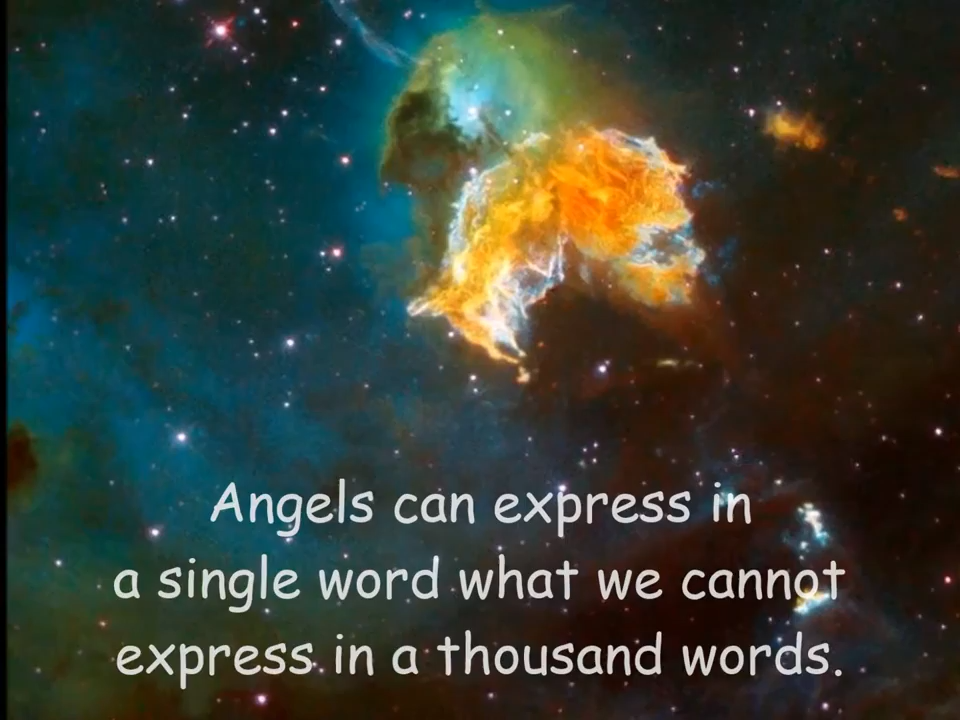 Angels can express in
a single word what we cannot
express in a thousand words.